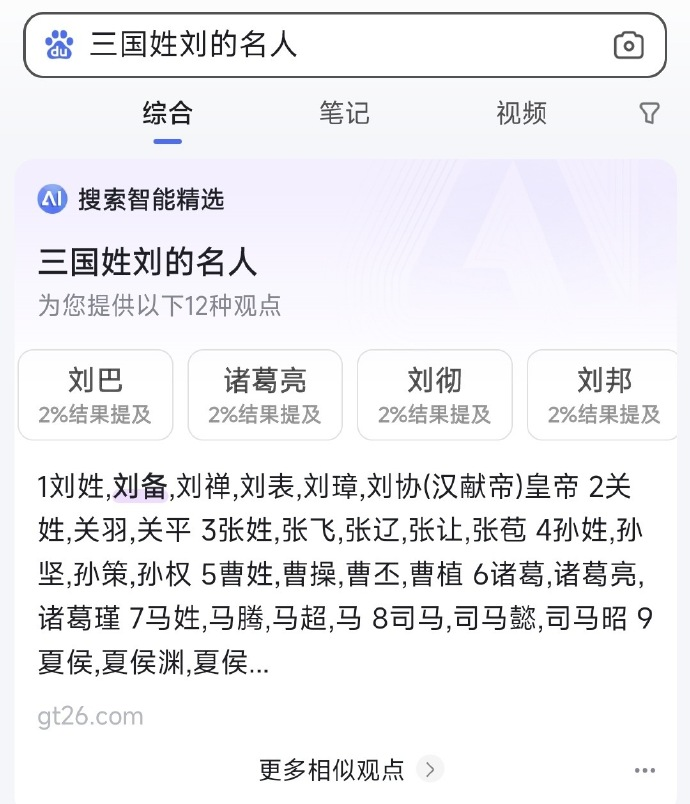 du 三国姓刘的名人
综合 笔记 视频
AI 搜索智能精选
三国姓刘的名人
为您提供以下12种观点
刘巴 诸葛亮 刘彻 刘邦
2%结果提及 2%结果提及 2%结果提及 2%结果提及
1刘姓,刘备,刘禅,刘表,刘璋,刘协(汉献帝)皇帝 2关
姓,关羽,关平 3张姓,张飞,张辽,张让,张苞 4孙姓,孙
坚,孙策,孙权 5曹姓,曹操,曹丕,曹植 6诸葛,诸葛亮,
诸葛瑾 7马姓,马腾,马超,马 8司马,司马懿,司马昭 9
夏侯,夏侯渊,夏侯...
gt26.com
更多相似观点